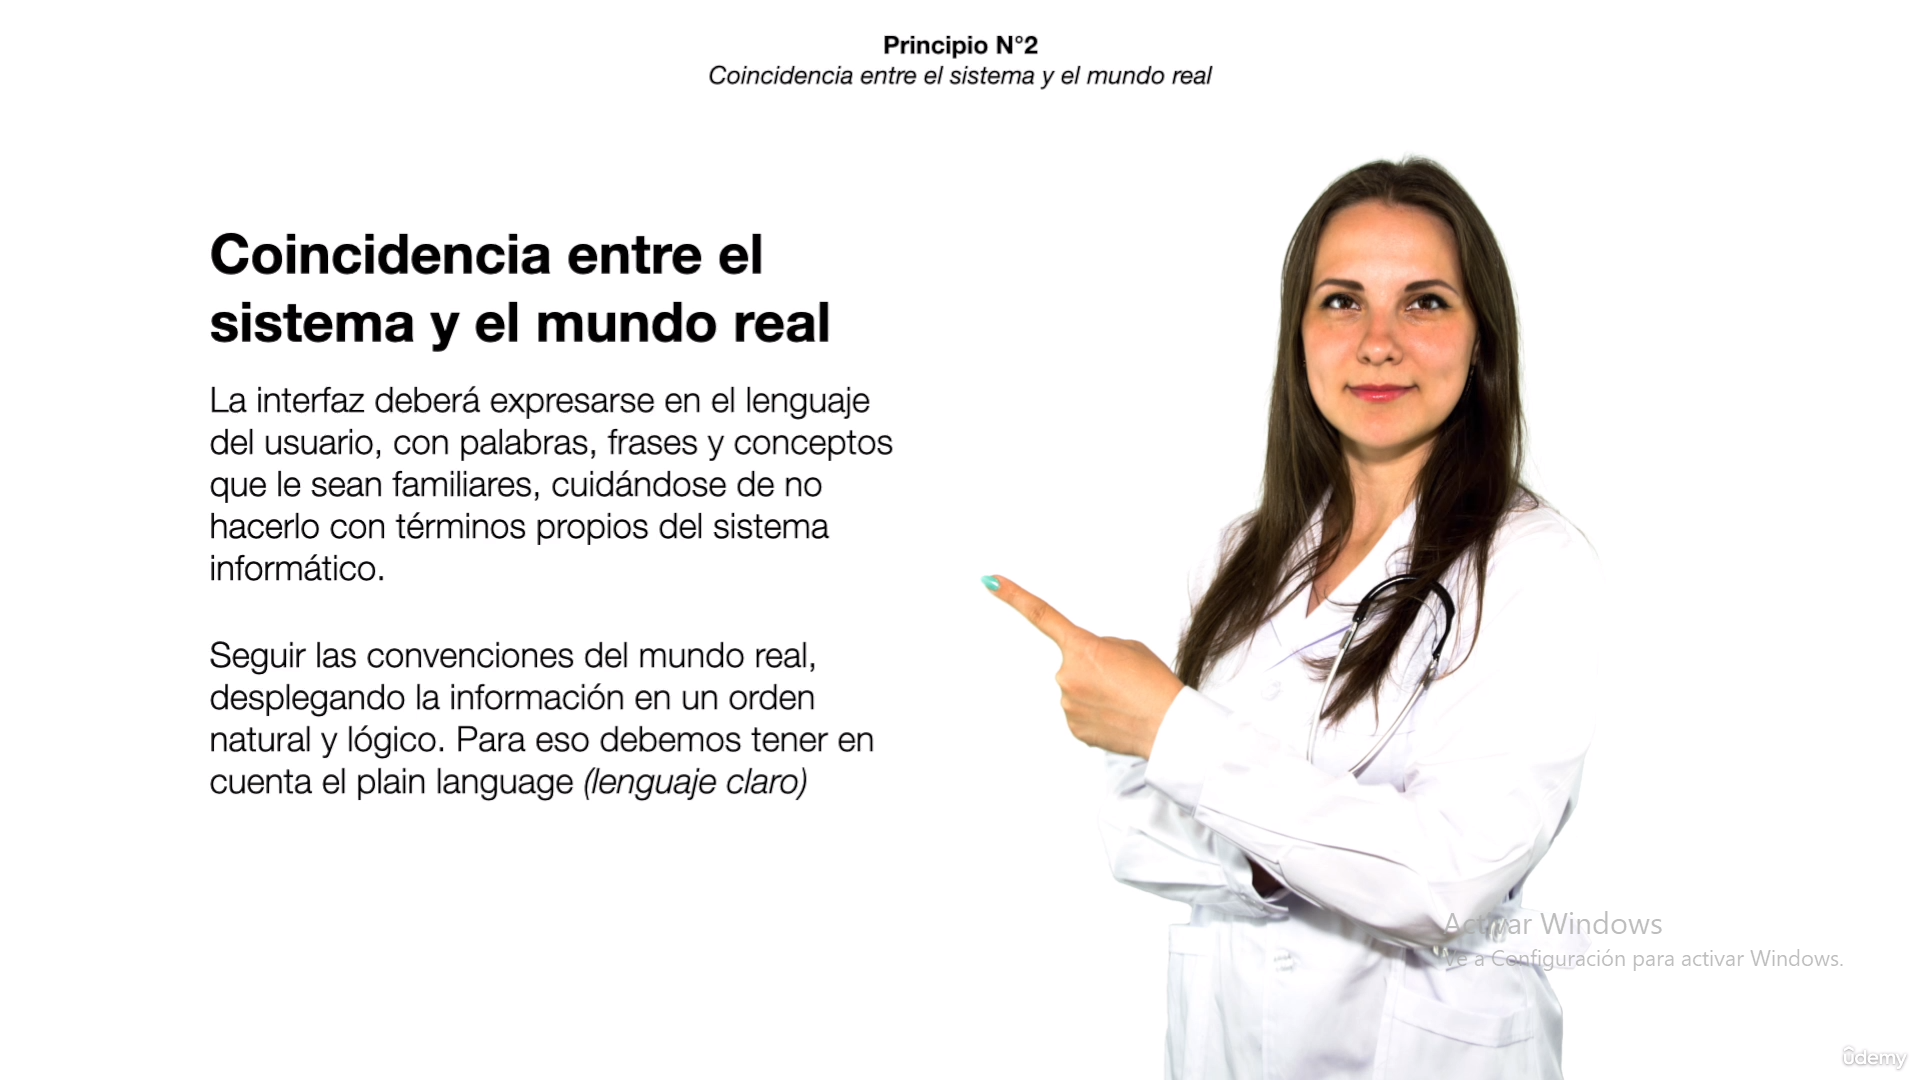 Principio N°2
Coincidencia entre el sistema y el mundo real
Coincidencia entre el
sistema y el mundo real
La interfaz deberá expresarse en el lenguaje
del usuario, con palabras, frases y conceptos
que le sean familiares, cuidándose de no
hacerlo con términos propios del sistema
informático.
Seguir las convenciones del mundo real,
desplegando la información en un orden
natural y lógico. Para eso debemos tener en
cuenta el plain language (lenguaje claro)
Activar Windows
Ve a Configuración para activar Windows.
ûdemy